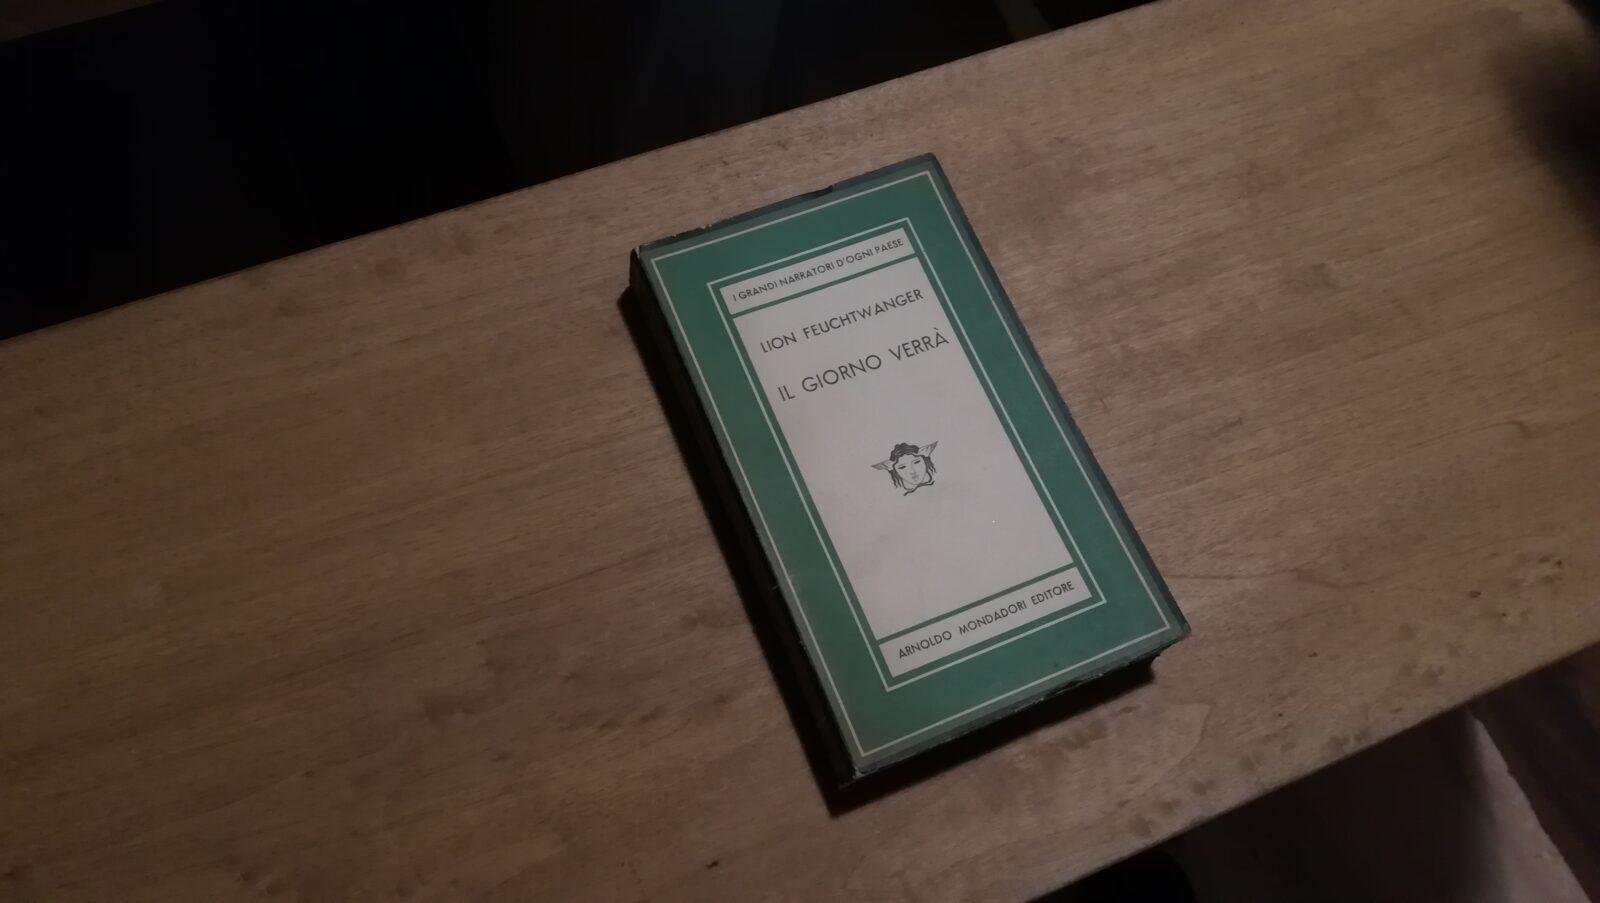 I GRANDI NARRATORI D'OGNI PAESE
LION FEUCHTWANGER
IL GIORNO VERRÀ
ARNOLDO MONDADORI EDITORE